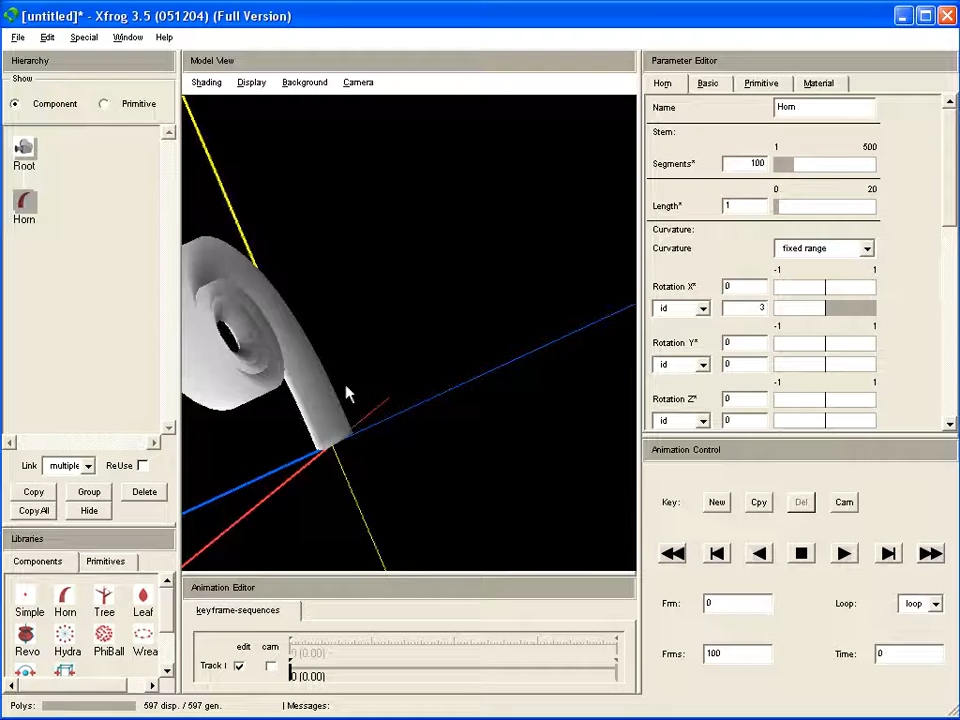 [untitled]* - Xfrog 3.5 (051204) (Full Version)
File Edit Special Window Help
Hierarchy
Show
Component Primitive
Root
Horn
Link multiple ReUse
Copy Group Delete
Copy All Hide
Libraries
Components Primitives
Simple Horn Tree Leaf
Revo Hydra PhiBall Wrea
Model View
Shading Display Background Camera
Animation Editor
Keyframe-sequences
edit cam
0 (0.00)
Track I
0 (0.00)
Parameter Editor
Horn Basic Primitive Material
Name Horn
Stem:
1 500
Segments* 100
0 20
Length* 1
Curvature:
Curvature fixed range
-1 1
Rotation X* 0
id 3
-1 1
Rotation Y* 0
id 0
-1 1
Rotation Z* 0
id 0
Animation Control
Key: New Cpy Del Cam
Frm: 0 Loop: loop
Frms: 100 Time: 0
Polys: 597 disp. / 597 gen. Messages: